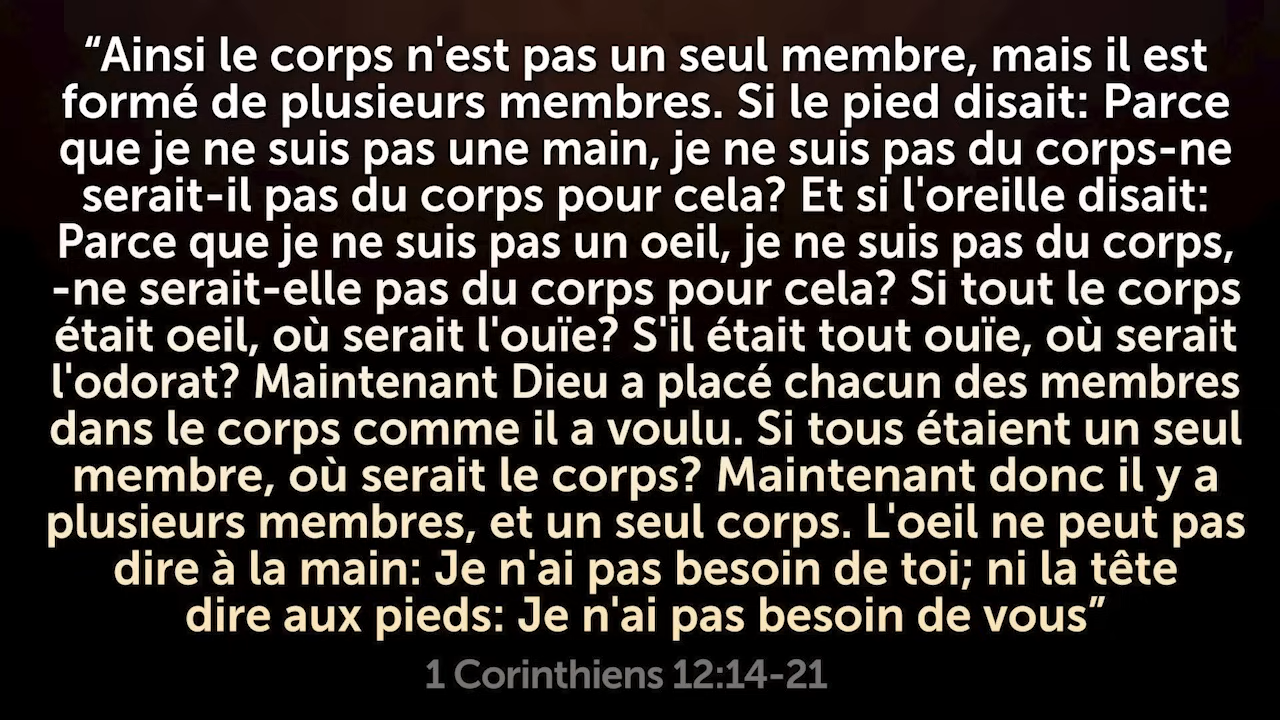 “Ainsi le corps n'est pas un seul membre, mais il est
formé de plusieurs membres. Si le pied disait: Parce
que je ne suis pas une main, je ne suis pas du corps-ne
serait-il pas du corps pour cela? Et si l'oreille disait:
Parce que je ne suis pas un oeil, je ne suis pas du corps,
-ne serait-elle pas du corps pour cela? Si tout le corps
était oeil, où serait l'ouïe? S'il était tout ouïe, où serait
l'odorat? Maintenant Dieu a placé chacun des membres
dans le corps comme il a voulu. Si tous étaient un seul
membre, où serait le corps? Maintenant donc il y a
plusieurs membres, et un seul corps. L'oeil ne peut pas
dire à la main: Je n'ai pas besoin de toi; ni la tête
dire aux pieds: Je n'ai pas besoin de vous”
1 Corinthiens 12:14-21